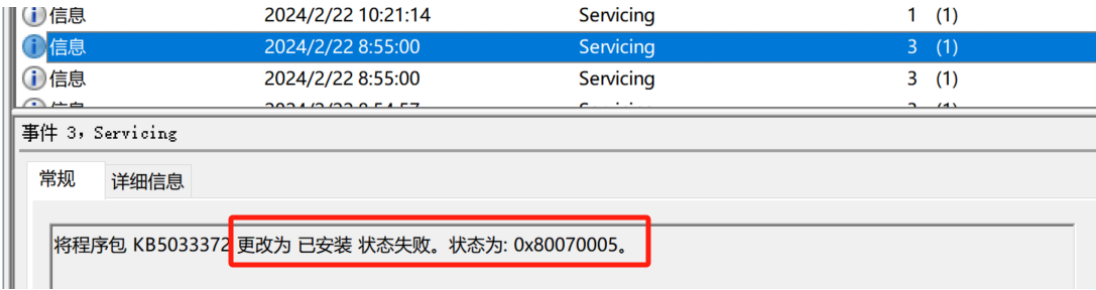 信息 2024/2/22 10:21:14 Servicing 1 (1)
信息 2024/2/22 8:55:00 Servicing 3 (1)
信息 2024/2/22 8:55:00 Servicing 3 (1)
事件 3，Servicing
常规 详细信息
将程序包 KB5033372 更改为 已安装 状态失败。状态为: 0x80070005。